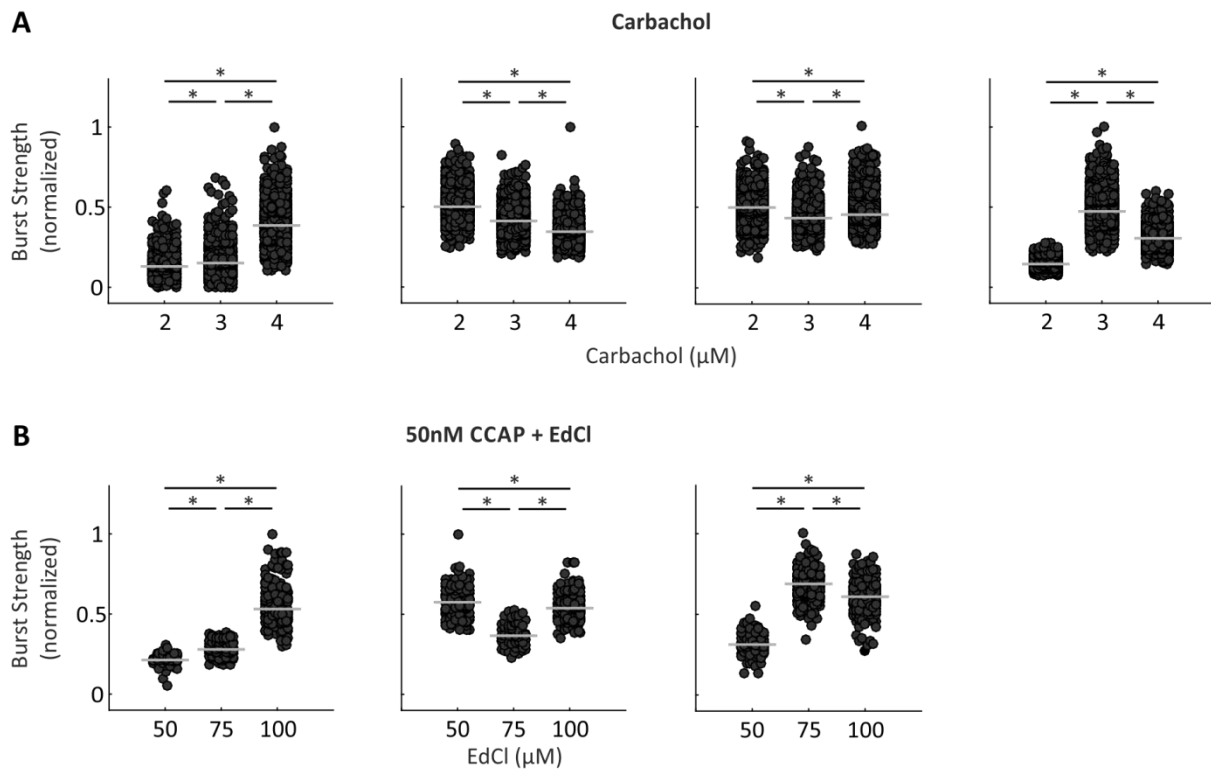 A
Carbachol
* * * *
* * * * * * * *
1
0.5
0
Burst Strength
(normalized)
2 3 4 2 3 4 2 3 4 2 3 4
Carbachol (µM)
B
50nM CCAP + EdCl
* * *
* * * * * *
1
0.5
0
Burst Strength
(normalized)
50 75 100 50 75 100 50 75 100
EdCl (µM)